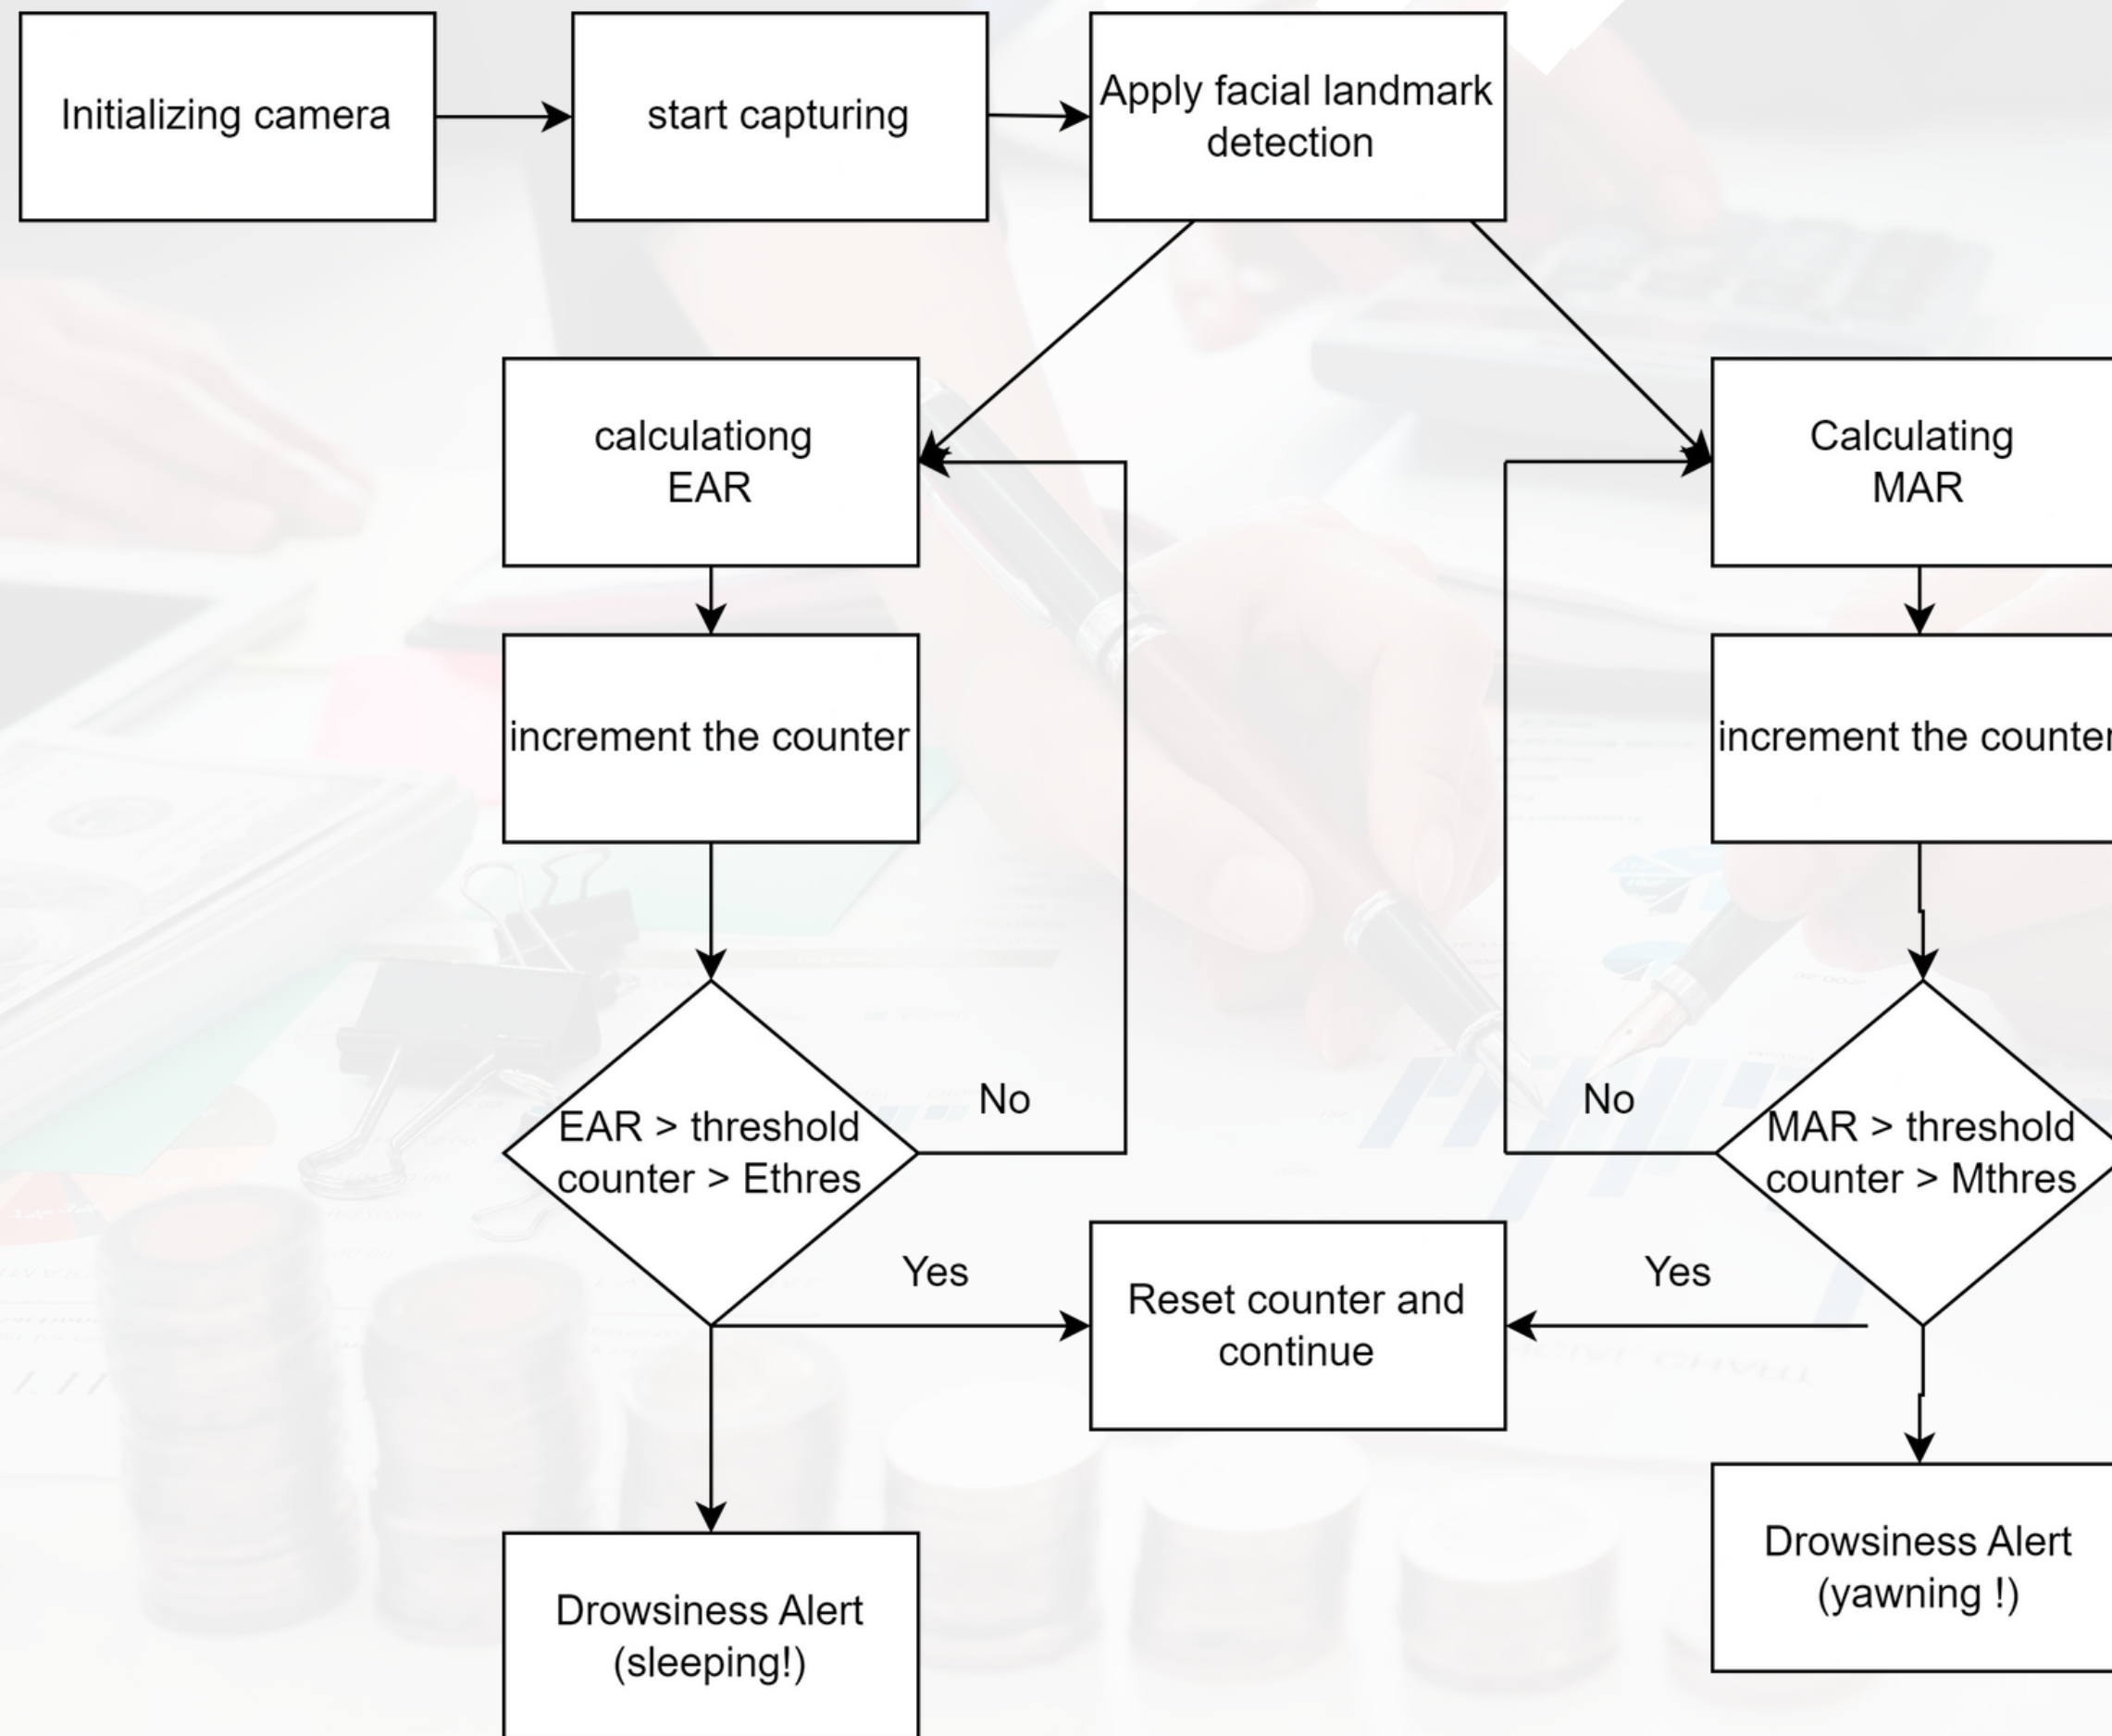 Initializing camera
start capturing
Apply facial landmark
detection
calculationg
EAR
Calculating
MAR
increment the counter
increment the counter
EAR > threshold
counter > Ethres
No
No
MAR > threshold
counter > Mthres
Yes
Reset counter and
continue
Yes
Drowsiness Alert
(sleeping!)
Drowsiness Alert
(yawning !)